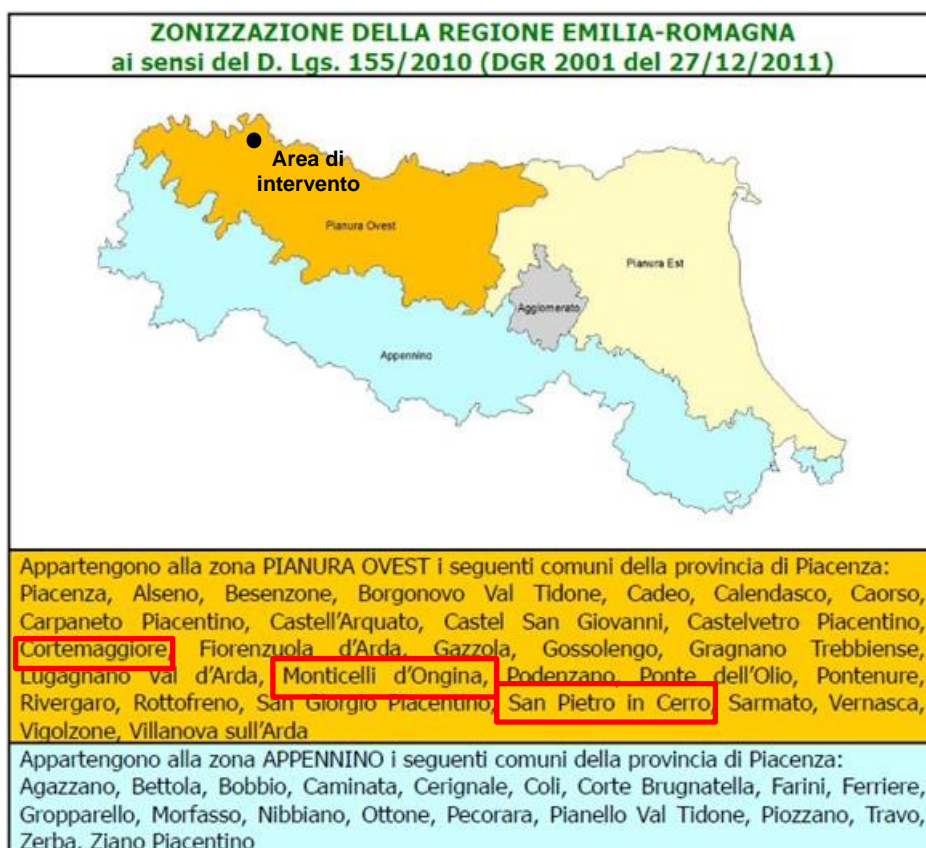 ZONIZZAZIONE DELLA REGIONE EMILIA-ROMAGNA
ai sensi del D. Lgs. 155/2010 (DGR 2001 del 27/12/2011)
Area di
intervento
Pianura Ovest
Pianura Est
Agglomerato
Appennino
Appartengono alla zona PIANURA OVEST i seguenti comuni della provincia di Piacenza:
Piacenza, Alseno, Besenzone, Borgonovo Val Tidone, Cadeo, Calendasco, Caorso,
Carpaneto Piacentino, Castell'Arquato, Castel San Giovanni, Castelvetro Piacentino,
Cortemaggiore, Fiorenzuola d'Arda, Gazzola, Gossolengo, Gragnano Trebbiense,
Lugagnano Val d'Arda, Monticelli d'Ongina, Podenzano, Ponte dell'Olio, Pontenure,
Rivergaro, Rottofreno, San Giorgio Piacentino, San Pietro in Cerro, Sarmato, Vernasca,
Vigolzone, Villanova sull'Arda
Appartengono alla zona APPENNINO i seguenti comuni della provincia di Piacenza:
Agazzano, Bettola, Bobbio, Caminata, Cerignale, Coli, Corte Brugnatella, Farini, Ferriere,
Gropparello, Morfasso, Nibbiano, Ottone, Pecorara, Pianello Val Tidone, Piozzano, Travo,
Zerba, Ziano Piacentino